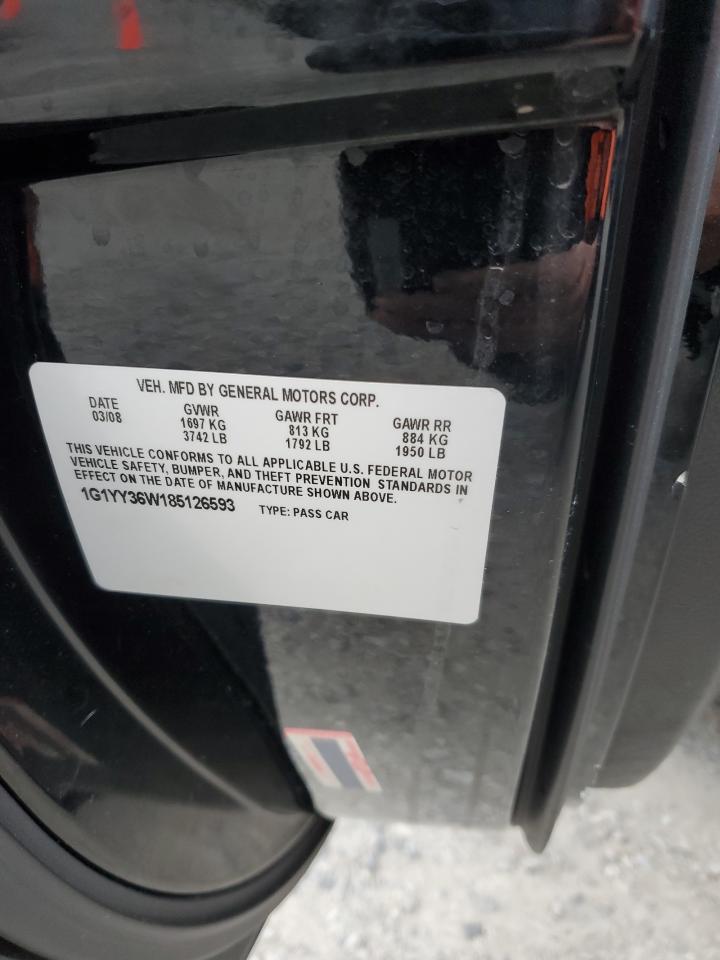 VEH. MFD BY GENERAL MOTORS CORP.
DATE GVWR GAWR FRT GAWR RR
03/08 1697 KG 813 KG 884 KG
3742 LB 1792 LB 1950 LB
THIS VEHICLE CONFORMS TO ALL APPLICABLE U.S. FEDERAL MOTOR
VEHICLE SAFETY, BUMPER, AND THEFT PREVENTION STANDARDS IN
EFFECT ON THE DATE OF MANUFACTURE SHOWN ABOVE.
1G1YY36W185126593 TYPE: PASS CAR